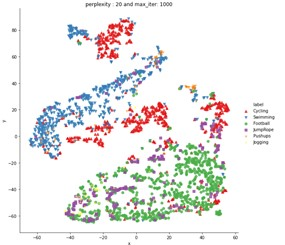 perplexity : 20 and max_iter: 1000
80
60
40
20
0
−20
−40
−60
−60
−40
−20
0
20
40
60
x
y
label
Cycling
Swimming
Football
JumpRope
Pushups
Jogging